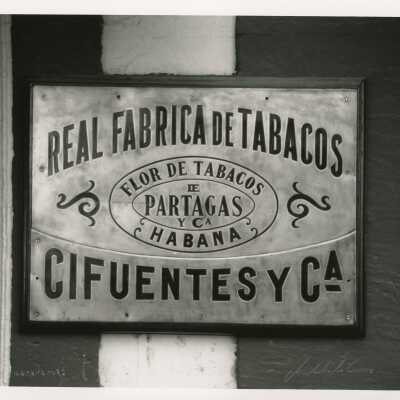 REAL FABRICA DE TABACOS
FLOR DE TABACOS
DE
PARTAGAS
Y Cª
HABANA
CIFUENTES Y Cª